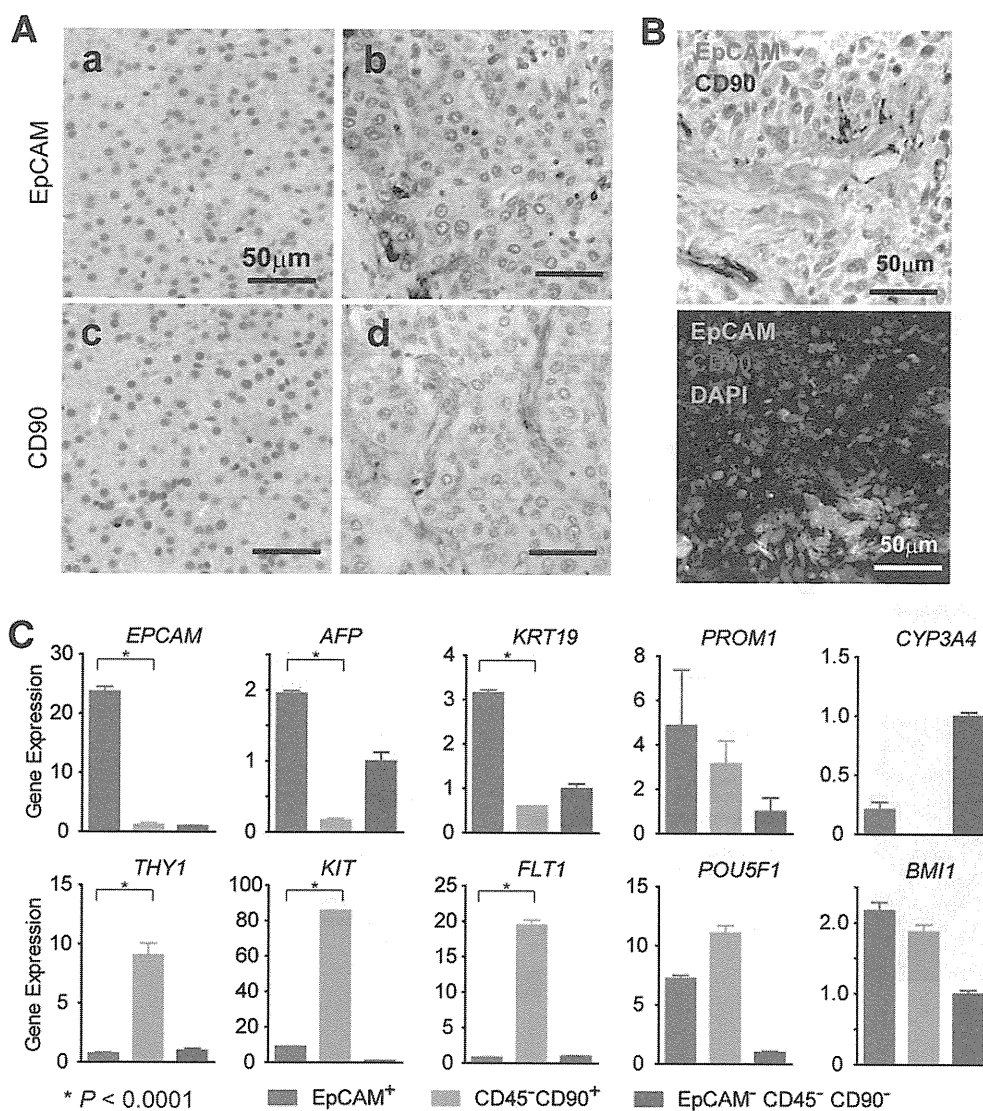 A
B
a
b
EpCAM
50μm
c
d
CD90
EpCAM
CD90
50μm
EpCAM
CD90
DAPI
50μm
C
EPCAM
AFP
KRT19
PROM1
CYP3A4
Gene Expression
30
20
10
0
*
2
1
0
*
4
3
2
1
0
*
8
6
4
2
0
1.5
1.0
0.5
0
THY1
KIT
FLT1
POU5F1
BMI1
Gene Expression
15
10
5
0
*
100
80
60
40
20
0
*
25
20
15
10
5
0
*
15
10
5
0
2.0
1.0
0
* P < 0.0001
EpCAM+
CD45-CD90+
EpCAM- CD45- CD90-